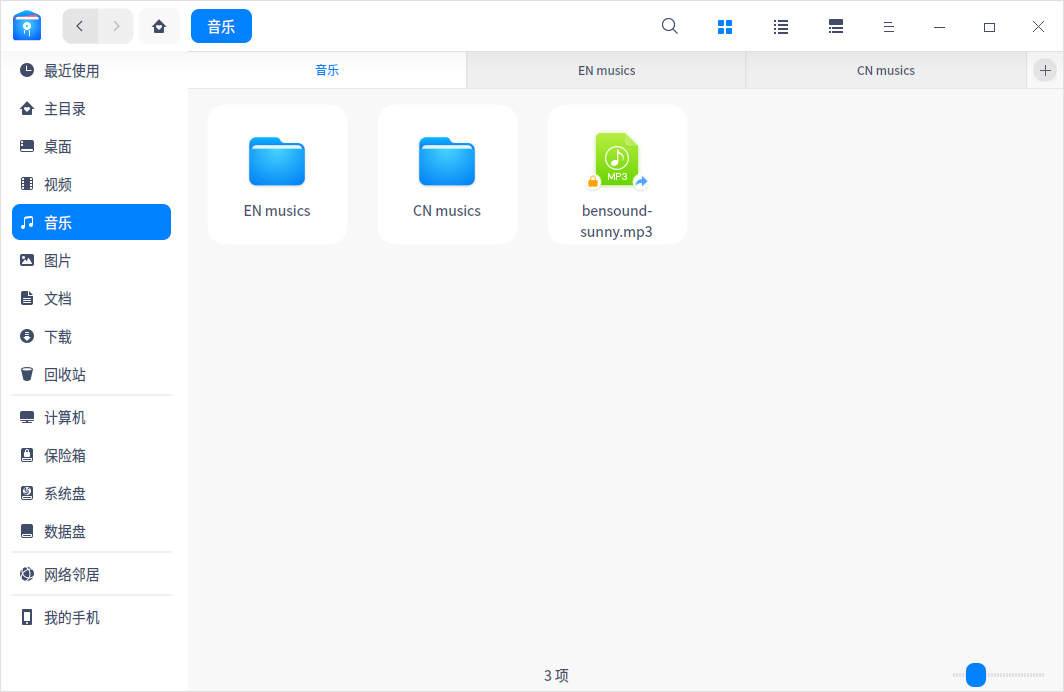 音乐
最近使用
主目录
桌面
视频
音乐
图片
文档
下载
回收站
计算机
保险箱
系统盘
数据盘
网络邻居
我的手机
音乐
EN musics
CN musics
EN musics
CN musics
MP3
bensound-
sunny.mp3
3 项